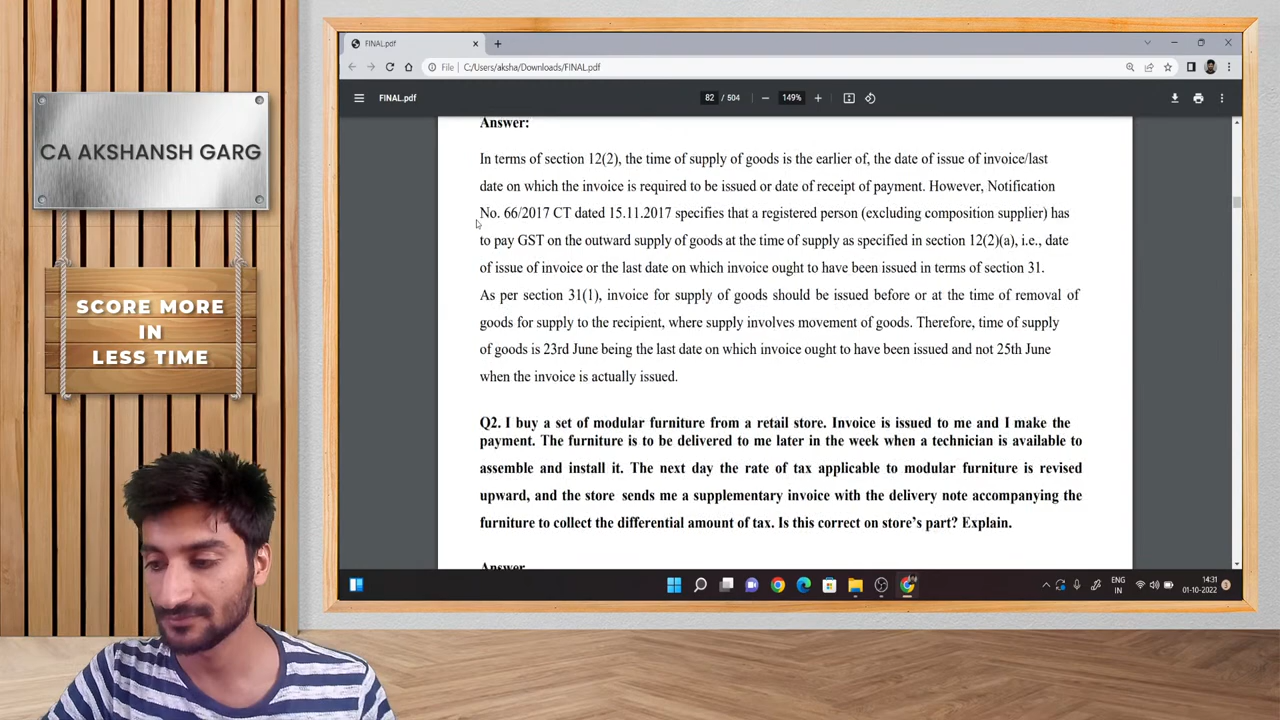 CA AKSHANSH GARG
SCORE MORE
IN
LESS TIME
FINAL.pdf
File
C:/Users/aksha/Downloads/FINAL.pdf
FINAL.pdf
82 / 504
149%
Answer:
In terms of section 12(2), the time of supply of goods is the earlier of, the date of issue of invoice/last
date on which the invoice is required to be issued or date of receipt of payment. However, Notification
No. 66/2017 CT dated 15.11.2017 specifies that a registered person (excluding composition supplier) has
to pay GST on the outward supply of goods at the time of supply as specified in section 12(2)(a), i.e., date
of issue of invoice or the last date on which invoice ought to have been issued in terms of section 31.
As per section 31(1), invoice for supply of goods should be issued before or at the time of removal of
goods for supply to the recipient, where supply involves movement of goods. Therefore, time of supply
of goods is 23rd June being the last date on which invoice ought to have been issued and not 25th June
when the invoice is actually issued.
Q2. I buy a set of modular furniture from a retail store. Invoice is issued to me and I make the
payment. The furniture is to be delivered to me later in the week when a technician is available to
assemble and install it. The next day the rate of tax applicable to modular furniture is revised
upward, and the store sends me a supplementary invoice with the delivery note accompanying the
furniture to collect the differential amount of tax. Is this correct on store's part? Explain.
Answer
ENG
IN
14:31
01-10-2022